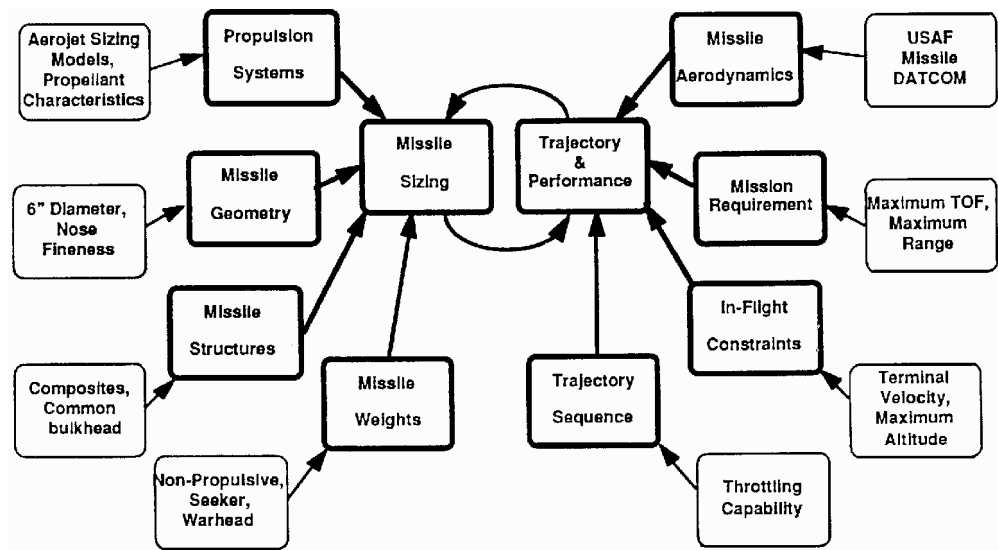 Aerojet Sizing
Models,
Propellant
Characteristics
Propulsion
Systems
Missile
Aerodynamics
USAF
Missile
DATCOM
Missile
Sizing
Trajectory
&
Performance
6" Diameter,
Nose
Fineness
Missile
Geometry
Mission
Requirement
Maximum TOF,
Maximum
Range
Missile
Structures
In-Flight
Constraints
Composites,
Common
bulkhead
Missile
Weights
Trajectory
Sequence
Terminal
Velocity,
Maximum
Altitude
Non-Propulsive,
Seeker,
Warhead
Throttling
Capability